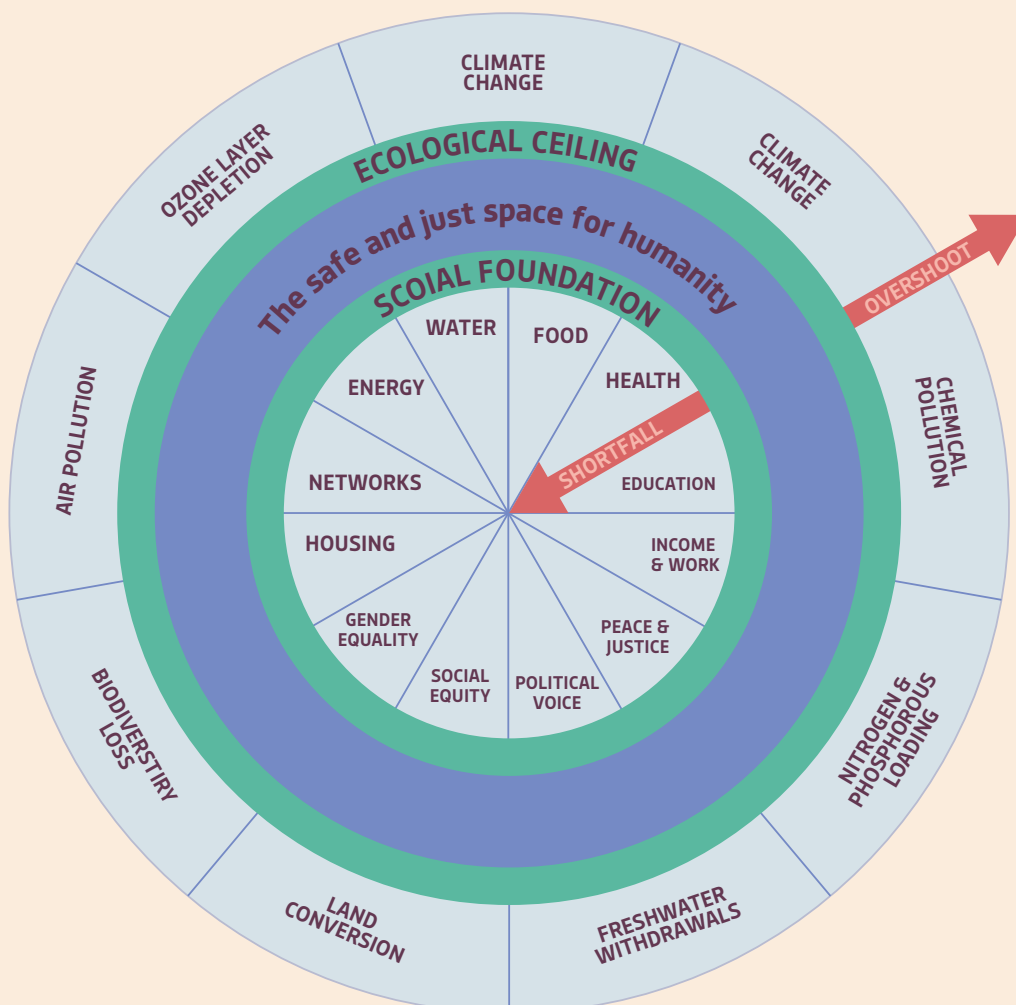 CLIMATE
CHANGE
CLIMATE
CHANGE
OVERSHOOT
CHEMICAL
POLLUTION
NITROGEN &
PHOSPHOROUS
LOADING
FRESHWATER
WITHDRAWALS
LAND
CONVERSION
BIODIVERSTIRY
LOSS
AIR POLLUTION
OZONE LAYER
DEPLETION
ECOLOGICAL CEILING
The safe and just space for humanity
SCOIAL FOUNDATION
WATER
FOOD
HEALTH
SHORTFALL
EDUCATION
INCOME
& WORK
PEACE &
JUSTICE
POLITICAL
VOICE
SOCIAL
EQUITY
GENDER
EQUALITY
HOUSING
NETWORKS
ENERGY